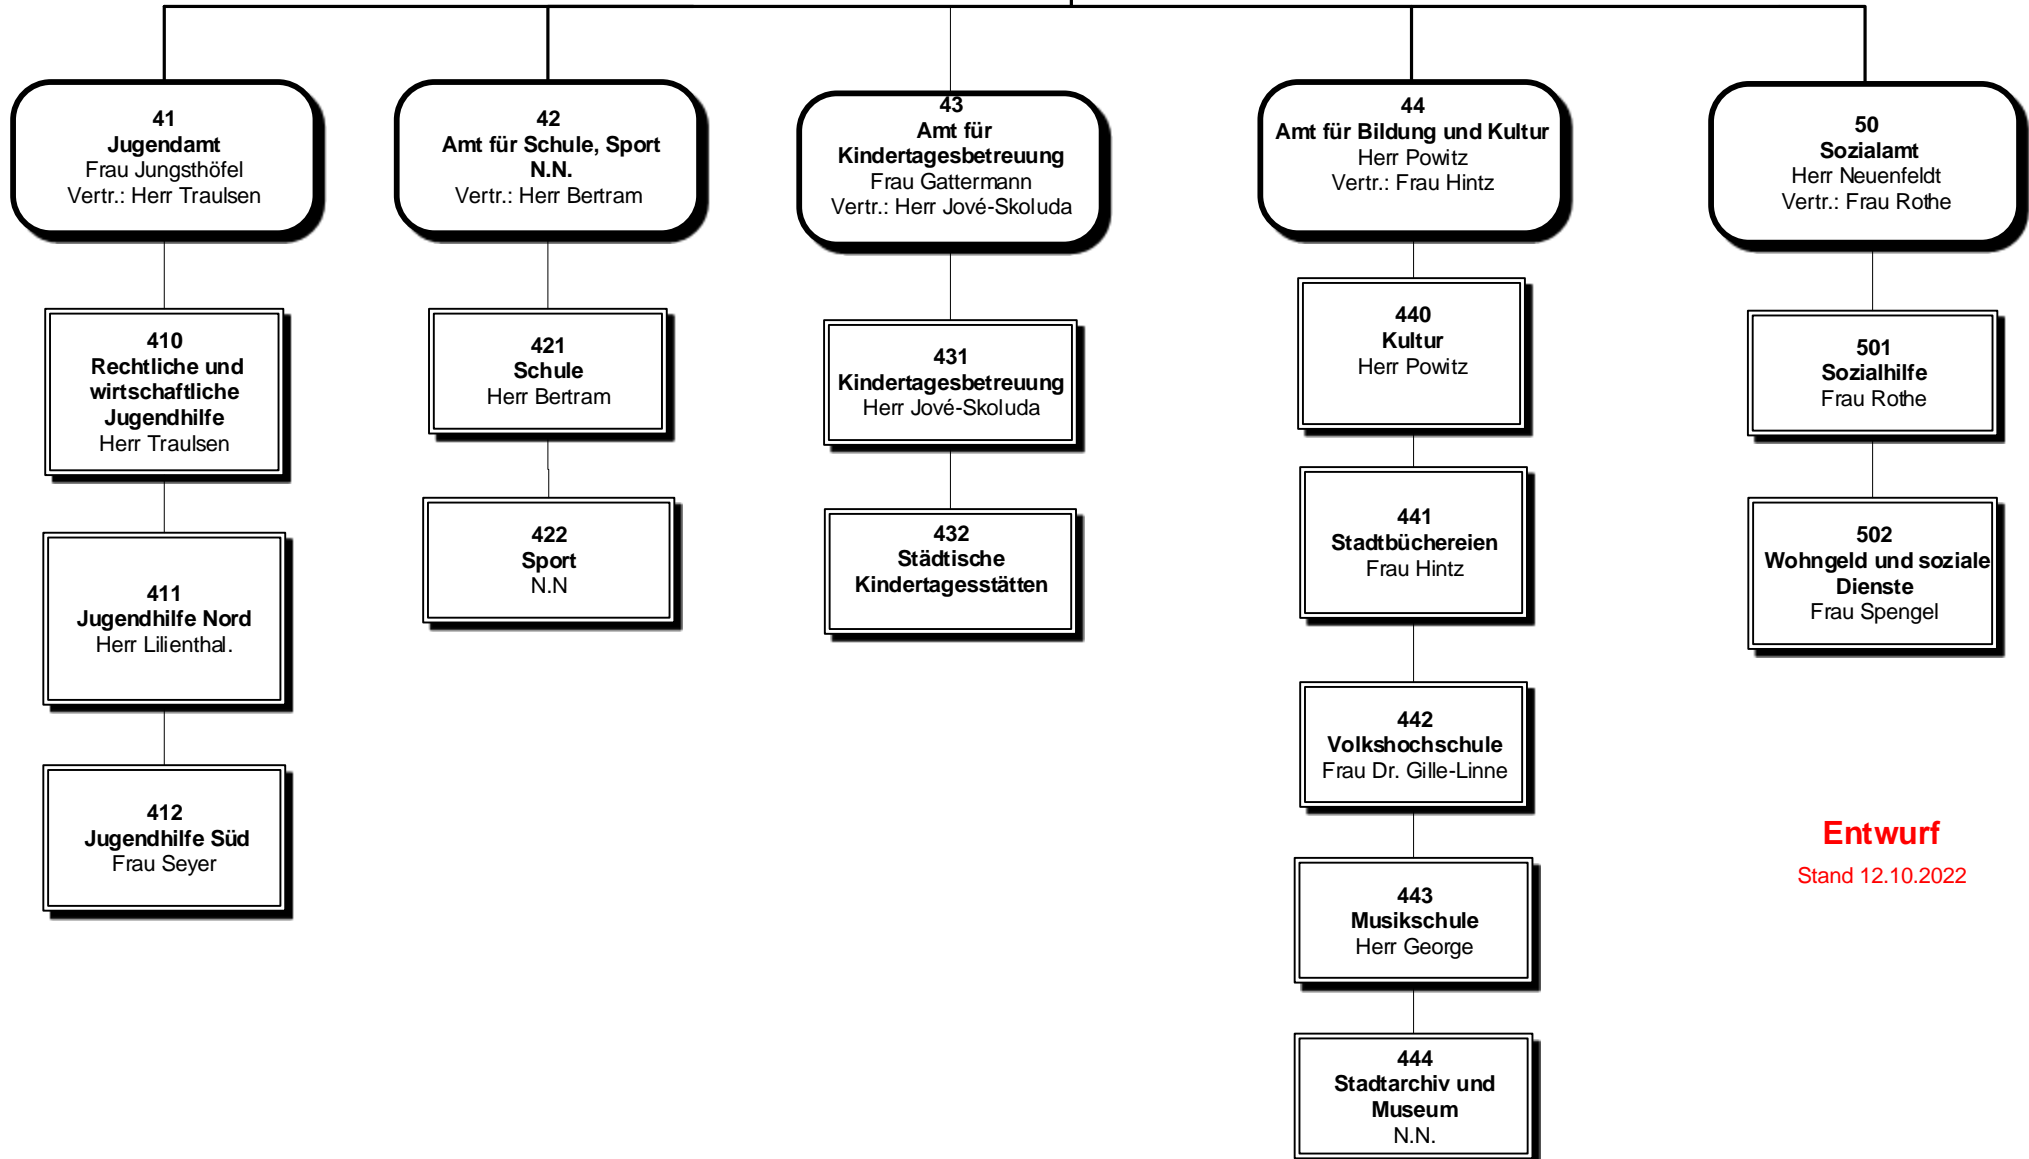 41
Jugendamt
Frau Jungsthöfel
Vertr.: Herr Traulsen
42
Amt für Schule, Sport
N.N.
Vertr.: Herr Bertram
43
Amt für
Kindertagesbetreuung
Frau Gattermann
Vertr.: Herr Jové-Skoluda
44
Amt für Bildung und Kultur
Herr Powitz
Vertr.: Frau Hintz
50
Sozialamt
Herr Neuenfeldt
Vertr.: Frau Rothe
410
Rechtliche und
wirtschaftliche
Jugendhilfe
Herr Traulsen
411
Jugendhilfe Nord
Herr Lilienthal.
412
Jugendhilfe Süd
Frau Seyer
421
Schule
Herr Bertram
422
Sport
N.N
431
Kindertagesbetreuung
Herr Jové-Skoluda
432
Städtische
Kindertagesstätten
440
Kultur
Herr Powitz
441
Stadtbüchereien
Frau Hintz
442
Volkshochschule
Frau Dr. Gille-Linne
443
Musikschule
Herr George
444
Stadtarchiv und
Museum
N.N.
501
Sozialhilfe
Frau Rothe
502
Wohngeld und soziale
Dienste
Frau Spengel
Entwurf
Stand 12.10.2022